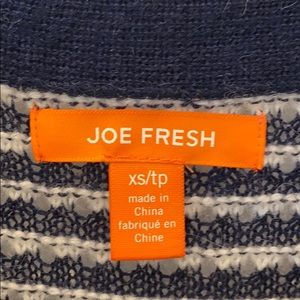 JOE FRESH
xs/tp
made in
China
fabriqué en
Chine